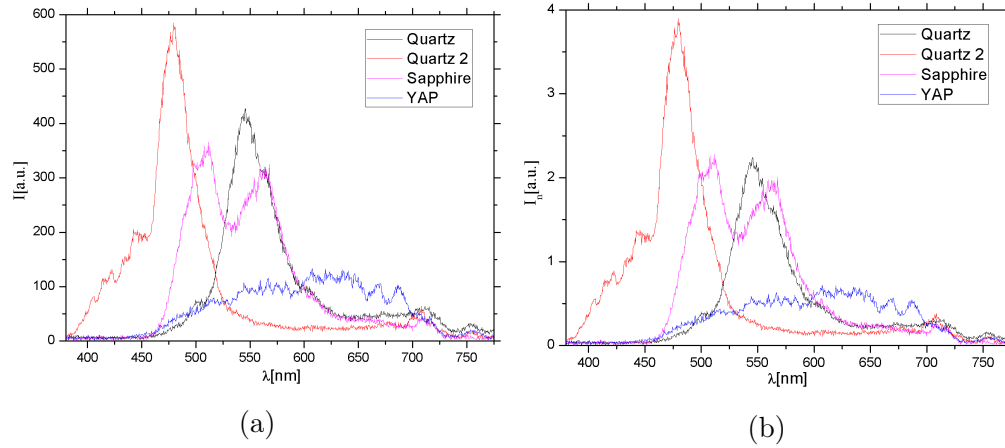 600
500
400
300
200
100
0
I[a.u.]
400 450 500 550 600 650 700 750
λ[nm]
Quartz
Quartz 2
Sapphire
YAP
(a)
4
3
2
1
0
I_n[a.u.]
400 450 500 550 600 650 700 750
λ[nm]
Quartz
Quartz 2
Sapphire
YAP
(b)